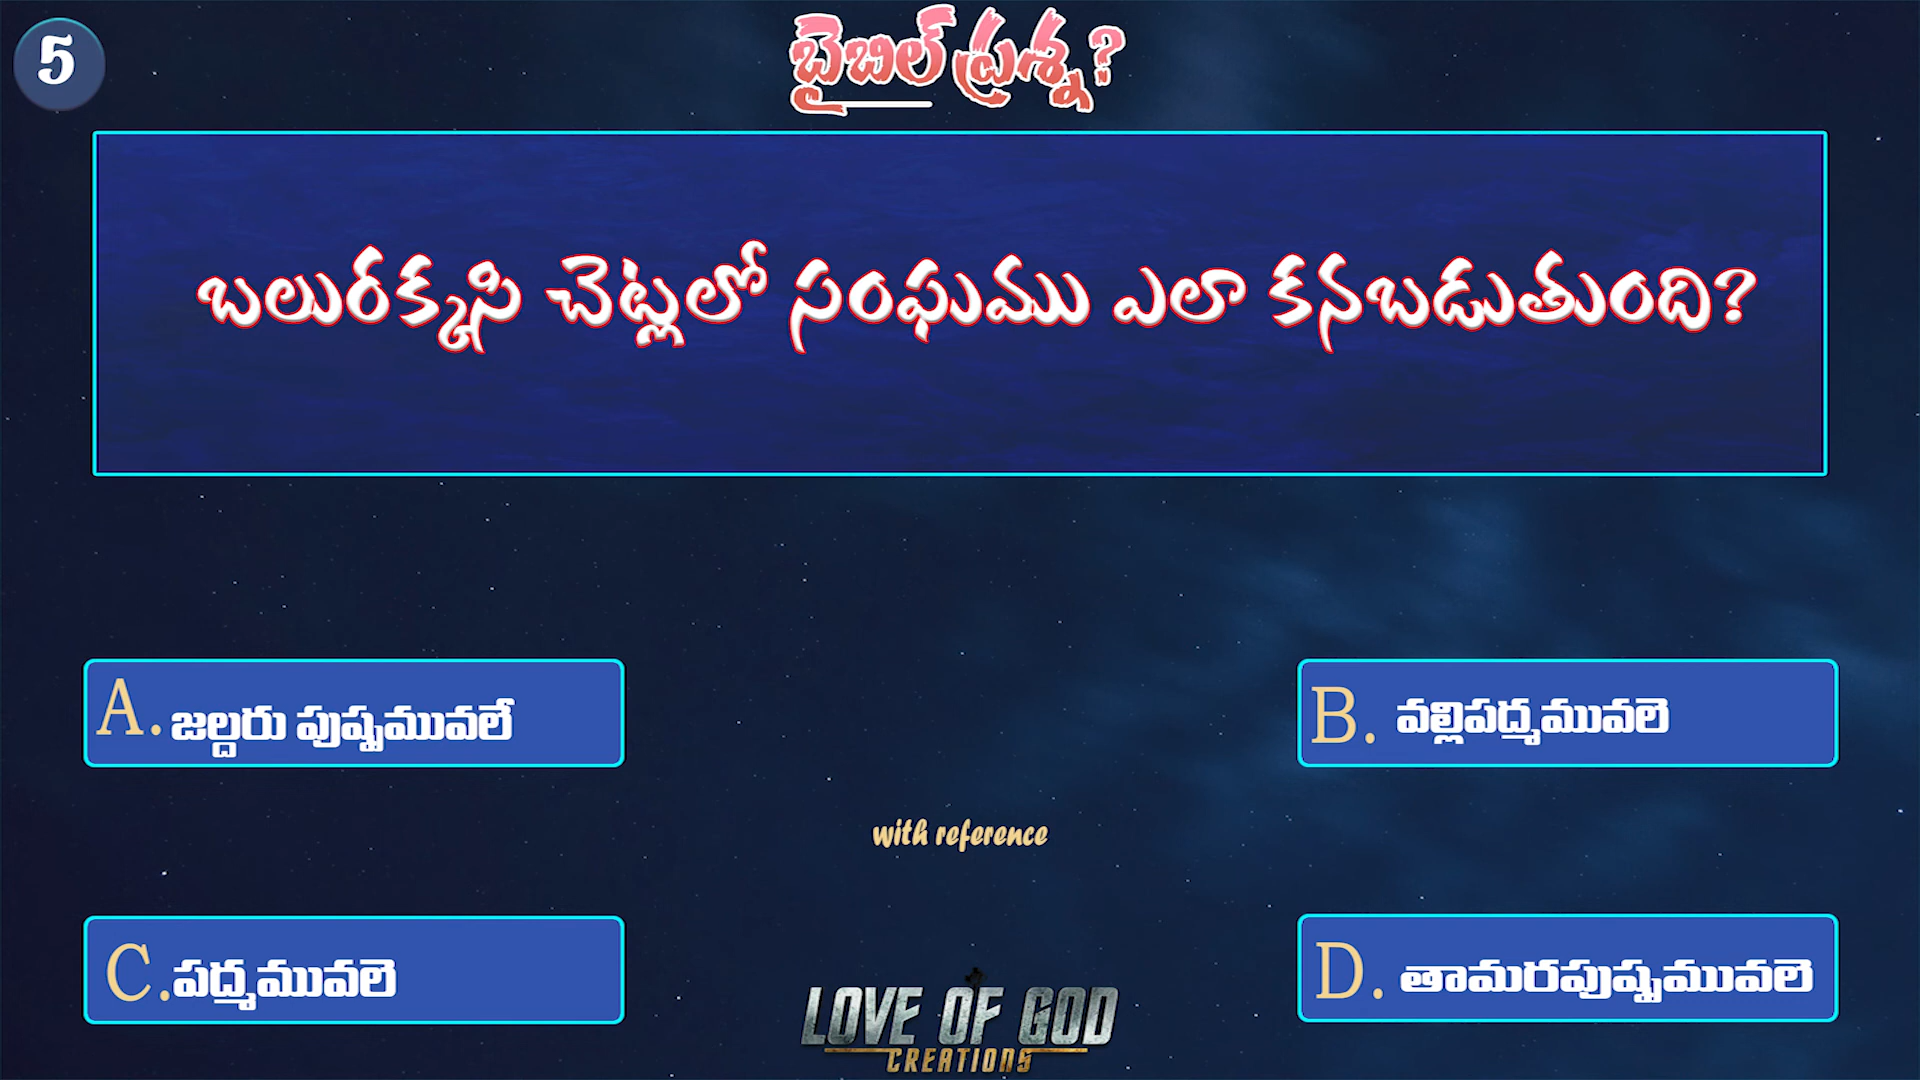 5
బైబిల్ ప్రశ్న?
బలురక్కసి చెట్లలో సంఘము ఎలా కనబడుతుంది?
A. జల్దరు పుష్పమువలే
B. వల్లిపద్మమువలె
with reference
C. పద్మమువలె
D. తామరపుష్పమువలె
LOVE OF GOD
CREATIONS